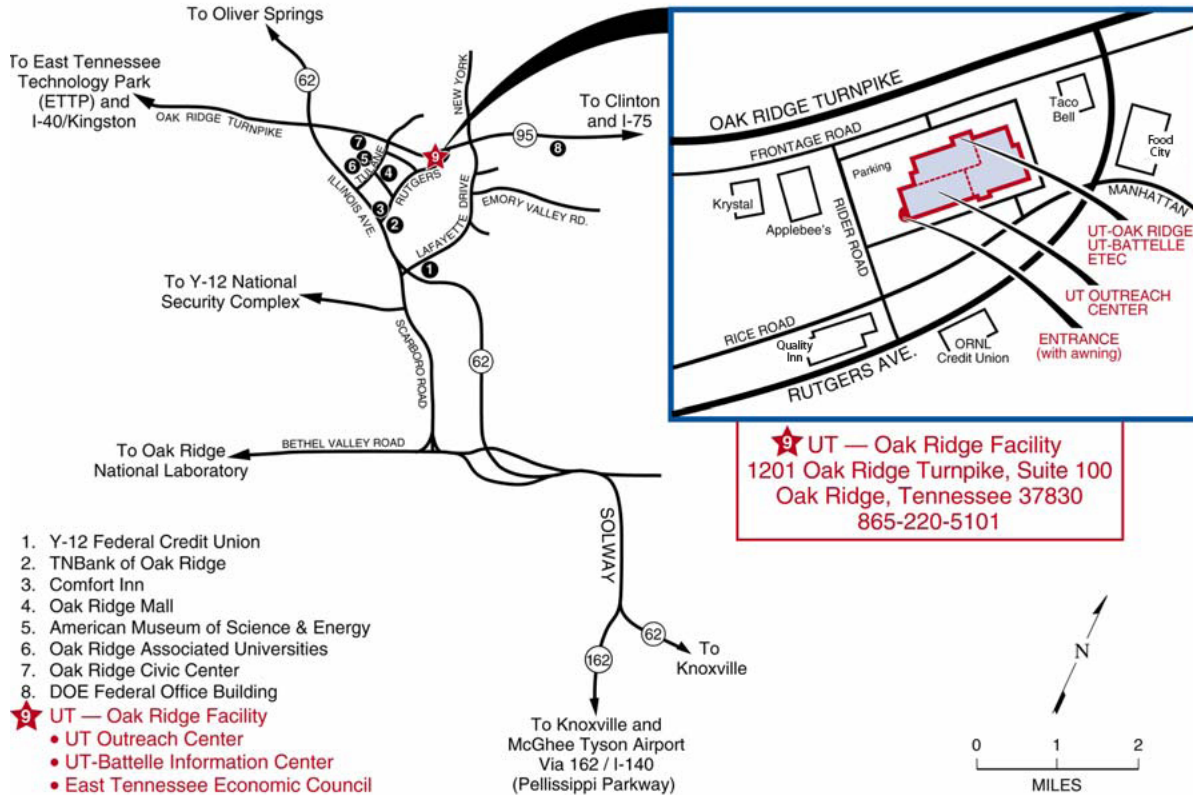 To Oliver Springs
To East Tennessee
Technology Park
(ETTP) and
I-40/Kingston
62
OAK RIDGE TURNPIKE
NEW YORK
To Clinton
and I-75
95
8
7
6
5
TULANE
4
9
RUTGERS
ILLINOIS AVE.
3
2
LAFAYETTE DRIVE
EMORY VALLEY RD.
1
To Y-12 National
Security Complex
SCARBORO ROAD
62
To Oak Ridge
National Laboratory
BETHEL VALLEY ROAD
SOLWAY
62
To
Knoxville
162
To Knoxville and
McGhee Tyson Airport
Via 162 / I-140
(Pellissippi Parkway)
OAK RIDGE TURNPIKE
FRONTAGE ROAD
Taco
Bell
Food
City
Parking
Krystal
Applebee's
RIDER ROAD
MANHATTAN
UT-OAK RIDGE
UT-BATTELLE
ETEC
UT OUTREACH
CENTER
ENTRANCE
(with awning)
RICE ROAD
Quality
Inn
ORNL
Credit Union
RUTGERS AVE.
9 UT — Oak Ridge Facility
1201 Oak Ridge Turnpike, Suite 100
Oak Ridge, Tennessee 37830
865-220-5101
1. Y-12 Federal Credit Union
2. TNBank of Oak Ridge
3. Comfort Inn
4. Oak Ridge Mall
5. American Museum of Science & Energy
6. Oak Ridge Associated Universities
7. Oak Ridge Civic Center
8. DOE Federal Office Building
9 UT — Oak Ridge Facility
• UT Outreach Center
• UT-Battelle Information Center
• East Tennessee Economic Council
N
0 1 2
MILES